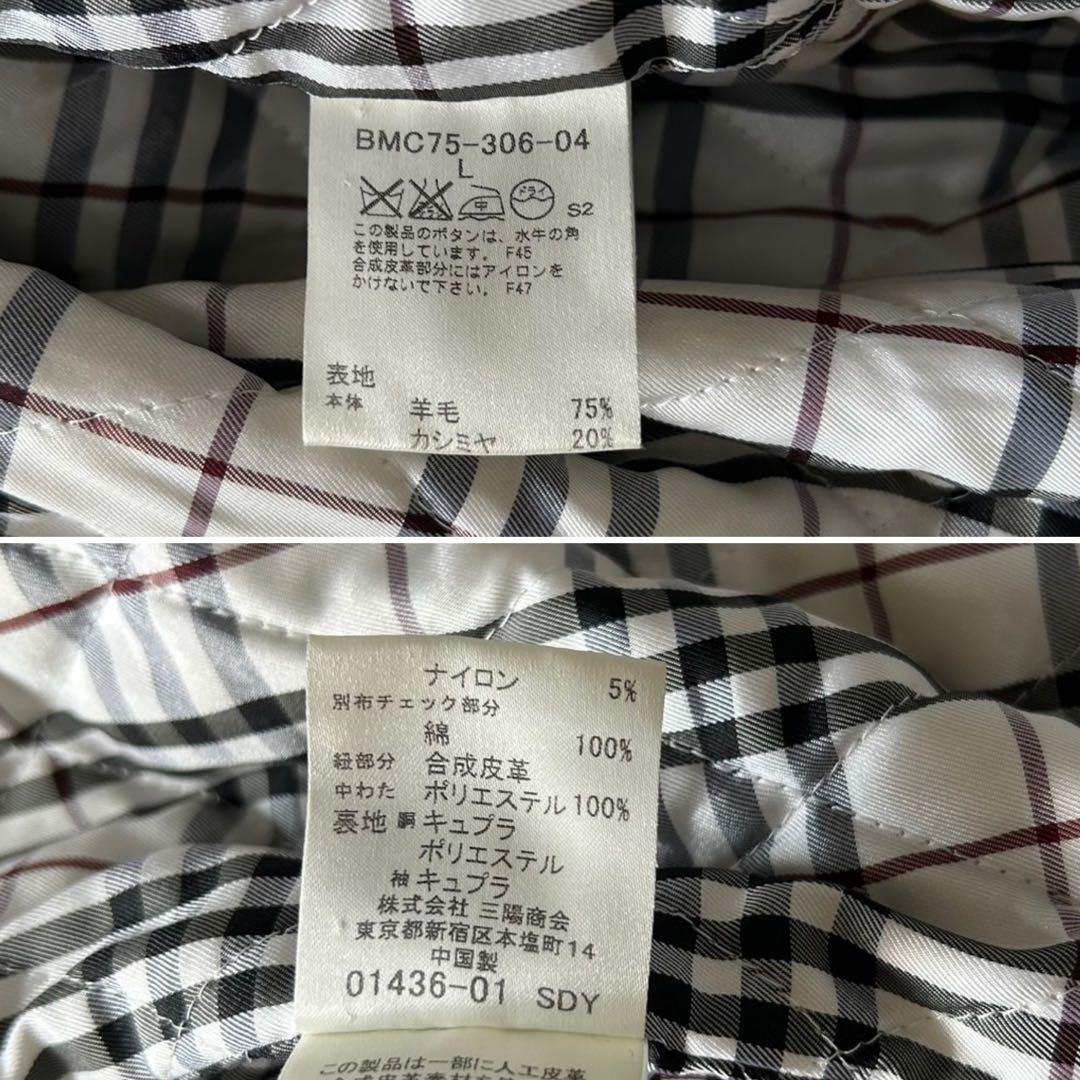 BMC75-306-04
L
中 ドライ S2
この製品のボタンは、水牛の角
を使用しています。 F45
合成皮革部分にはアイロンを
かけないで下さい。 F47
表地
本体 羊毛 75%
カシミヤ 20%
ナイロン 5%
別布チェック部分
綿 100%
紐部分 合成皮革
中わた ポリエステル 100%
裏地 胴 キュプラ
ポリエステル
袖 キュプラ
株式会社 三陽商会
東京都新宿区本塩町14
中国製
01436-01 SDY
この製品は一部に人工皮革